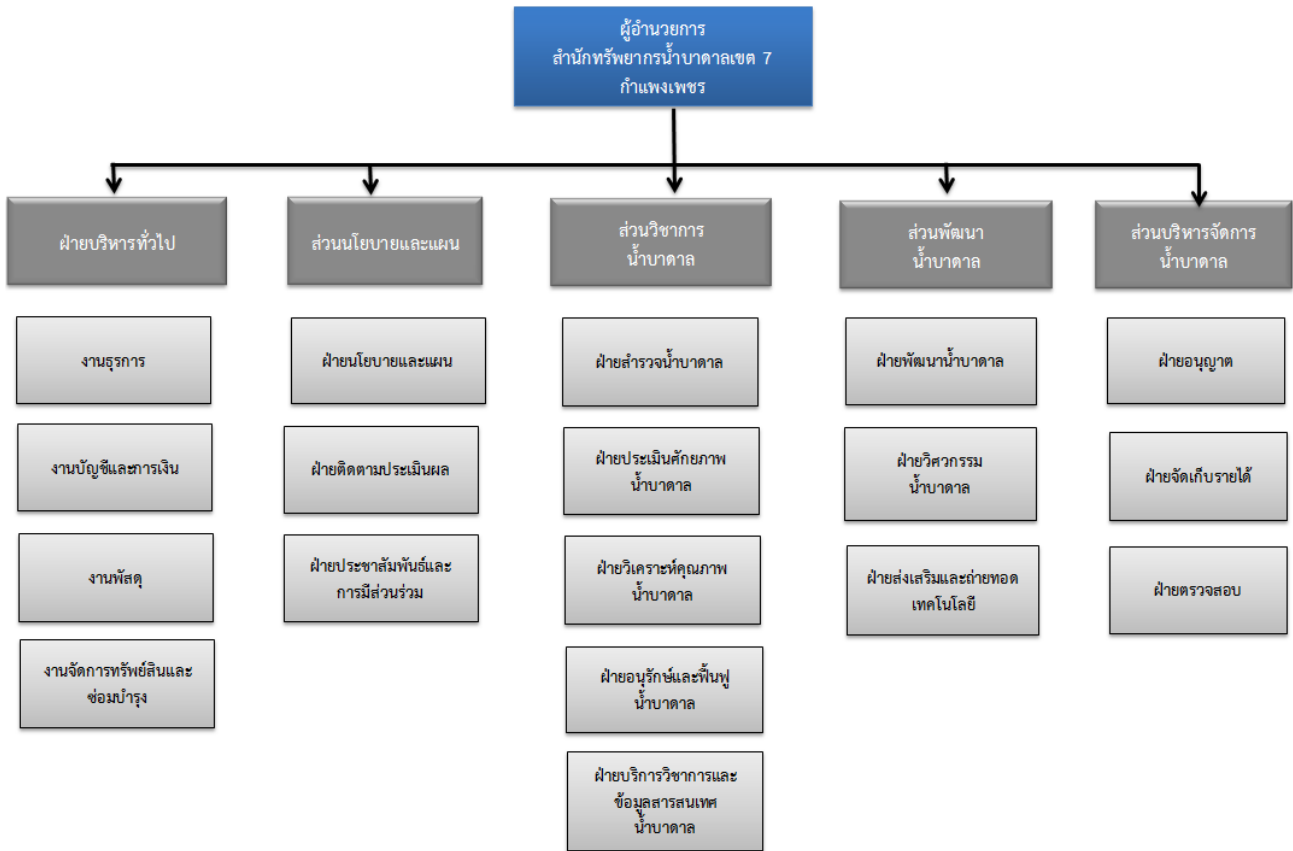 ผู้อำนวยการ
สำนักทรัพยากรน้ำบาดาลเขต 7
กำแพงเพชร
ฝ่ายบริหารทั่วไป
ส่วนนโยบายและแผน
ส่วนวิชาการ
น้ำบาดาล
ส่วนพัฒนา
น้ำบาดาล
ส่วนบริหารจัดการ
น้ำบาดาล
งานธุรการ
งานบัญชีและการเงิน
งานพัสดุ
งานจัดการทรัพย์สินและ
ซ่อมบำรุง
ฝ่ายนโยบายและแผน
ฝ่ายติดตามประเมินผล
ฝ่ายประชาสัมพันธ์และ
การมีส่วนร่วม
ฝ่ายสำรวจน้ำบาดาล
ฝ่ายประเมินศักยภาพ
น้ำบาดาล
ฝ่ายวิเคราะห์คุณภาพ
น้ำบาดาล
ฝ่ายอนุรักษ์และฟื้นฟู
น้ำบาดาล
ฝ่ายบริการวิชาการและ
ข้อมูลสารสนเทศ
น้ำบาดาล
ฝ่ายพัฒนาน้ำบาดาล
ฝ่ายวิศวกรรม
น้ำบาดาล
ฝ่ายส่งเสริมและถ่ายทอด
เทคโนโลยี
ฝ่ายอนุญาต
ฝ่ายจัดเก็บรายได้
ฝ่ายตรวจสอบ